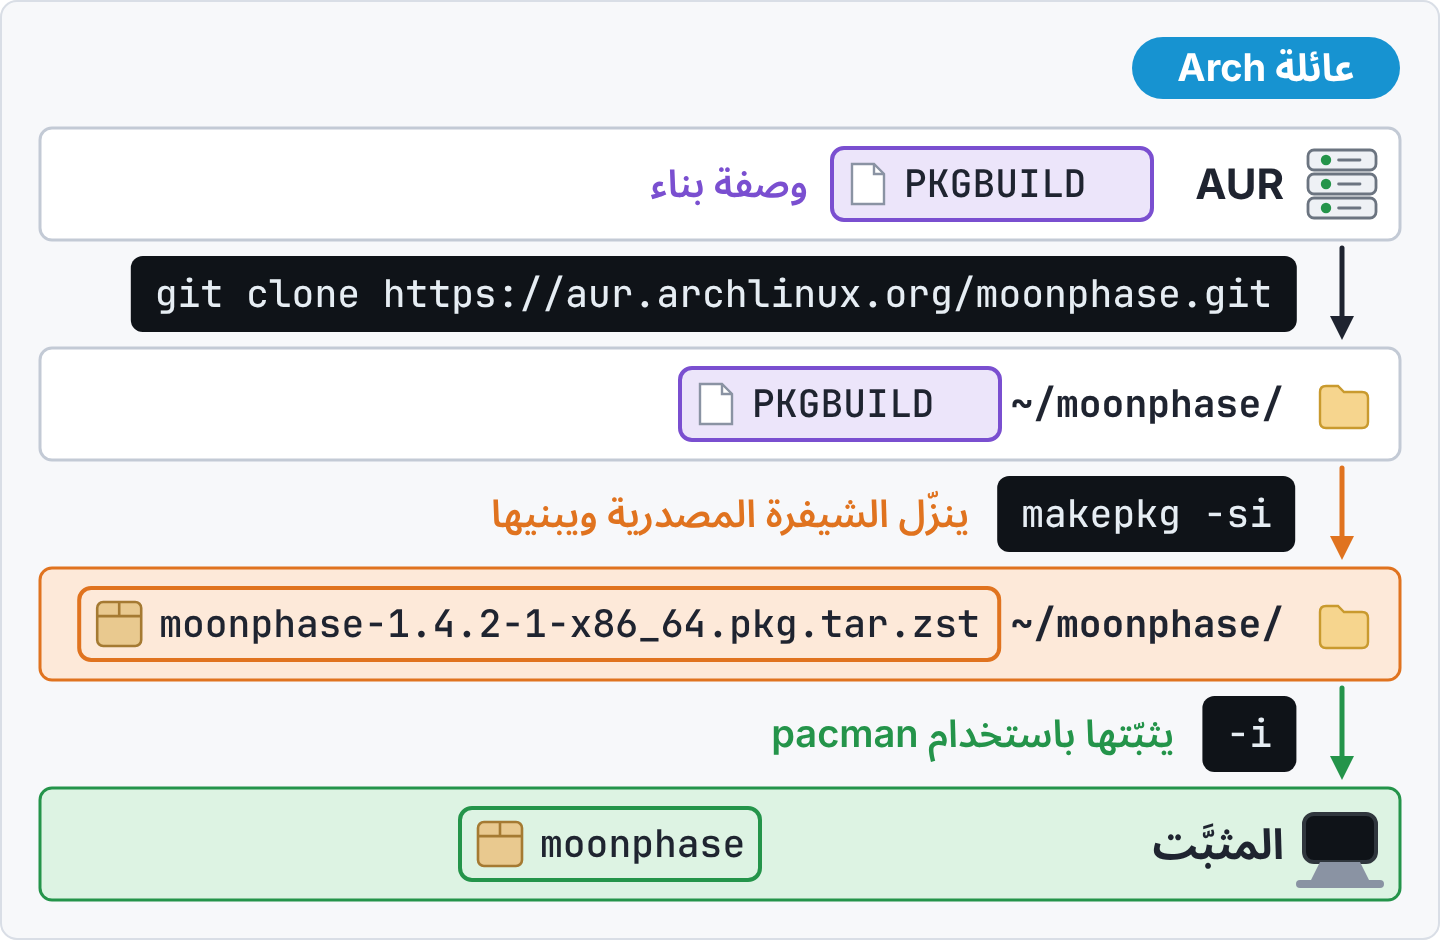 عائلة Arch
AUR PKGBUILD وصفة بناء
git clone https://aur.archlinux.org/moonphase.git
~/moonphase/ PKGBUILD
makepkg -si ينزّل الشيفرة المصدرية ويبنيها
~/moonphase/ moonphase-1.4.2-1-x86_64.pkg.tar.zst
-i يثبّتها باستخدام pacman
المثبَّت moonphase